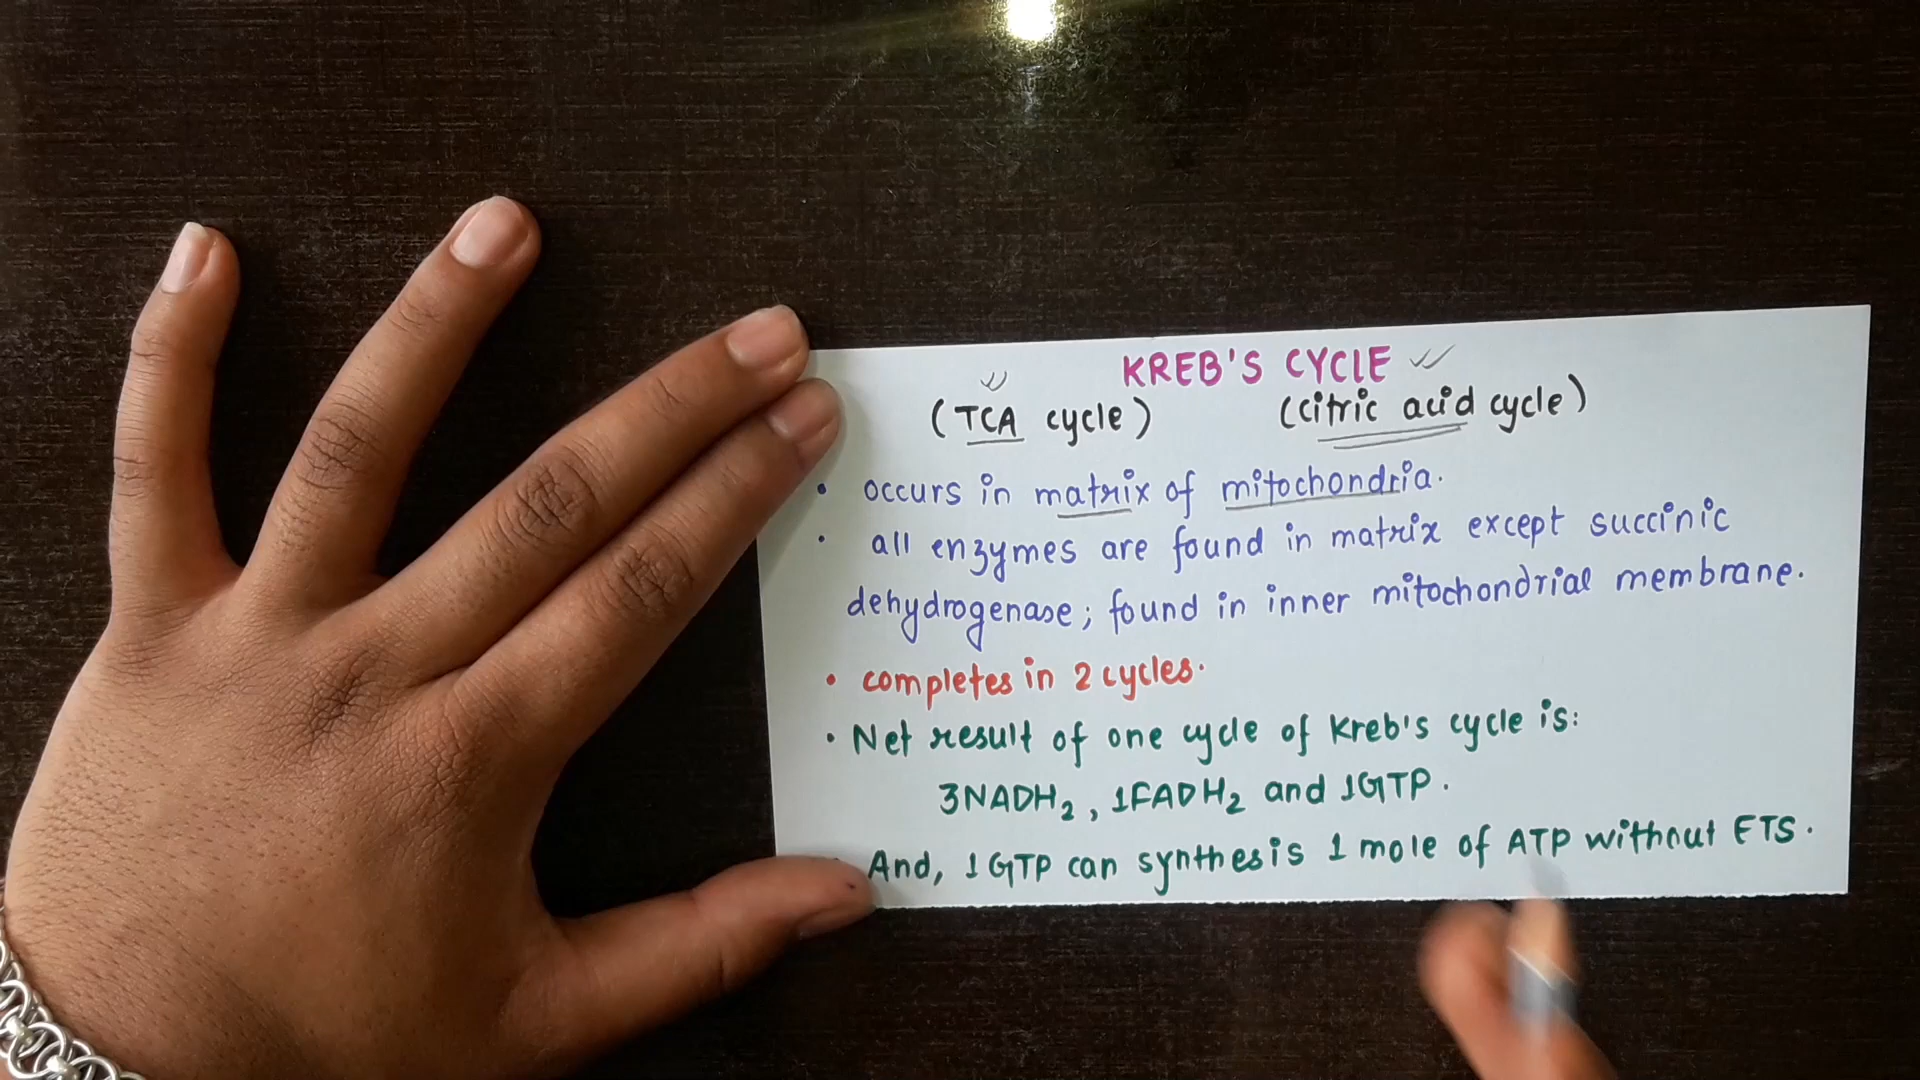 KREB'S CYCLE
(TCA cycle) (citric acid cycle)
• occurs in matrix of mitochondria.
• all enzymes are found in matrix except succinic
dehydrogenase; found in inner mitochondrial membrane.
• completes in 2 cycles.
• Net result of one cycle of Kreb's cycle is:
3NADH₂, 1FADH₂ and 1GTP.
And, 1GTP can synthesis 1 mole of ATP without ETS.